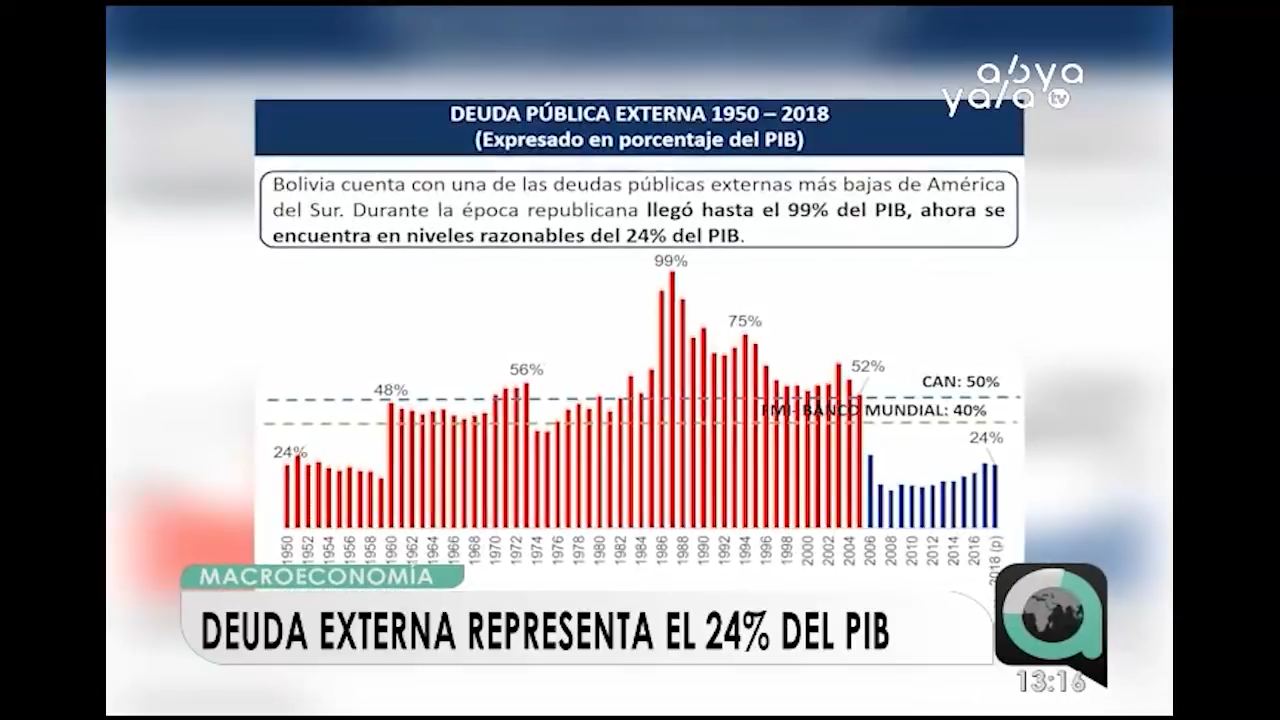 abya
yala tv
DEUDA PÚBLICA EXTERNA 1950 – 2018
(Expresado en porcentaje del PIB)
Bolivia cuenta con una de las deudas públicas externas más bajas de América
del Sur. Durante la época republicana llegó hasta el 99% del PIB, ahora se
encuentra en niveles razonables del 24% del PIB.
99%
75%
56%
52%
48%
CAN: 50%
FMI- BANCO MUNDIAL: 40%
24%
24%
1950 1952 1954 1956 1958 1960 1962 1964 1966 1968 1970 1972 1974 1976 1978 1980 1982 1984 1986 1988 1990 1992 1994 1996 1998 2000 2002 2004 2006 2008 2010 2012 2014 2016 2018 (p)
MACROECONOMÍA
DEUDA EXTERNA REPRESENTA EL 24% DEL PIB
13:16